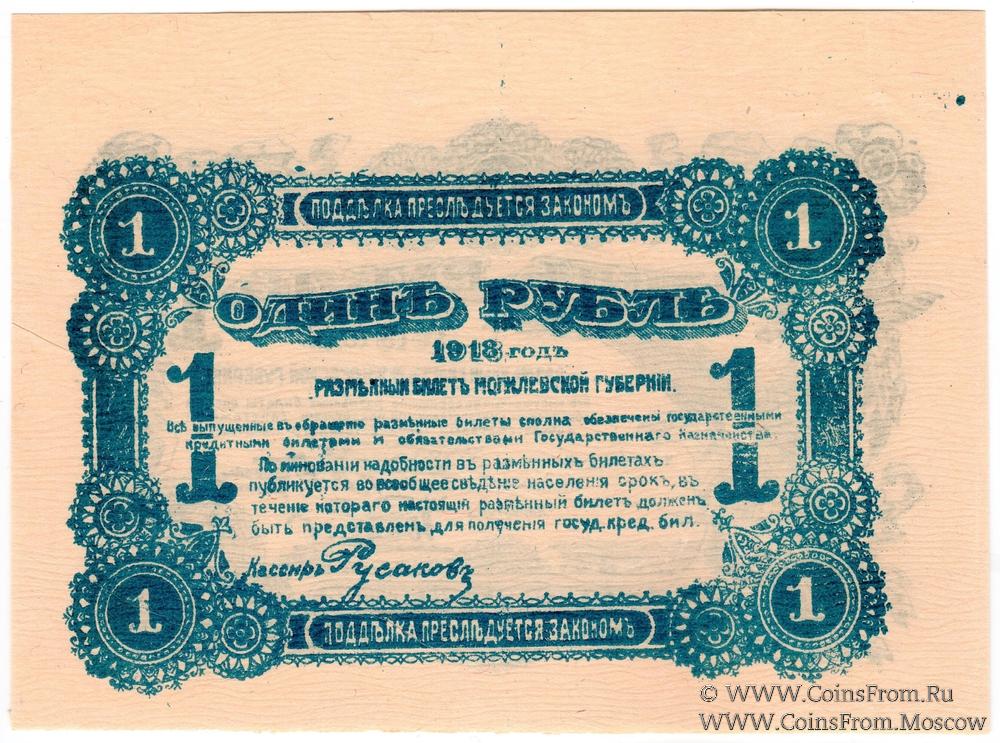 1
ПОДДѢЛКА ПРЕСЛѢДУЕТСЯ ЗАКОНОМЪ
1
ОДИНЪ РУБЛЬ
1918 годъ
РАЗМѢННЫЙ БИЛЕТЪ МОГИЛЕВСКОЙ ГУБЕРНІИ.
1
1
Всѣ выпущенные въ обращеніе размѣнные билеты сполна обезпечены государственными
кредитными билетами и обязательствами Государственнаго Казначейства.
По минованіи надобности въ размѣнныхъ билетахъ
публикуется во всеобщее свѣдѣніе населенія срокъ, въ
теченіе котораго настоящій размѣнный билетъ долженъ
быть представленъ для полученія госуд. кред. бил.
Кассиръ Русаковъ
1
ПОДДѢЛКА ПРЕСЛѢДУЕТСЯ ЗАКОНОМЪ
1
© WWW.CoinsFrom.Ru
WWW.CoinsFrom.Moscow